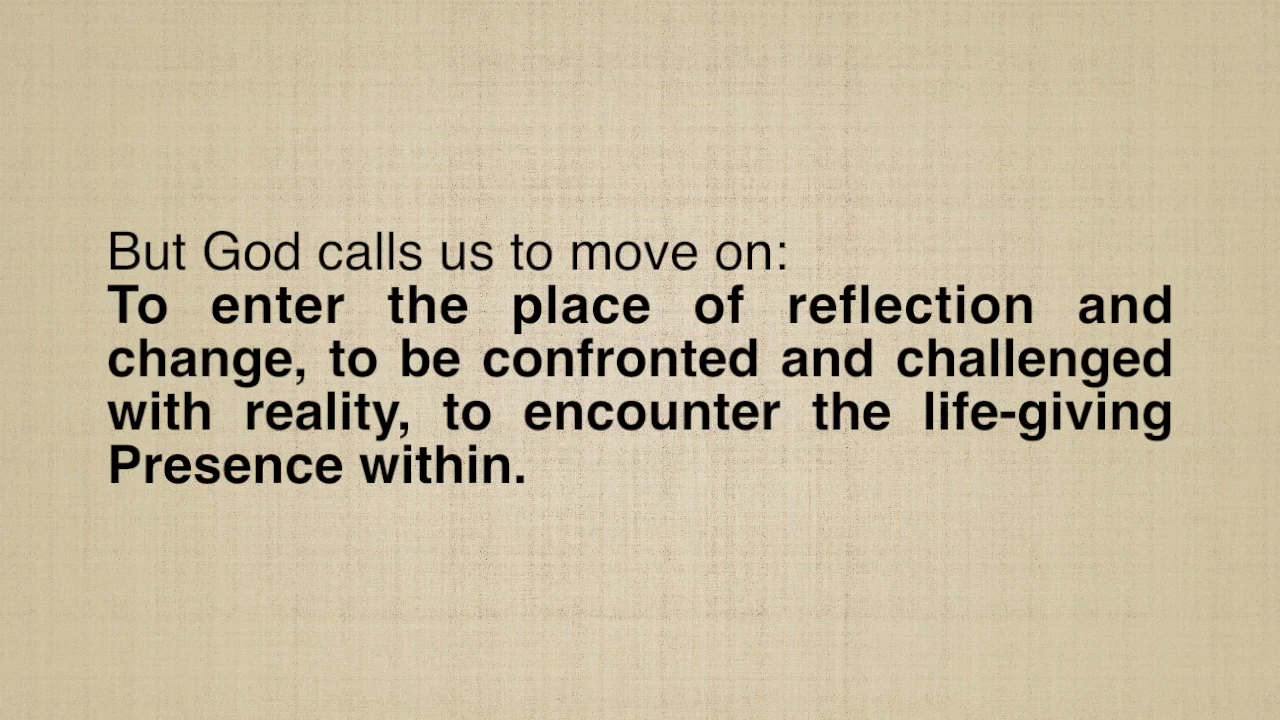 But God calls us to move on:
To enter the place of reflection and
change, to be confronted and challenged
with reality, to encounter the life-giving
Presence within.